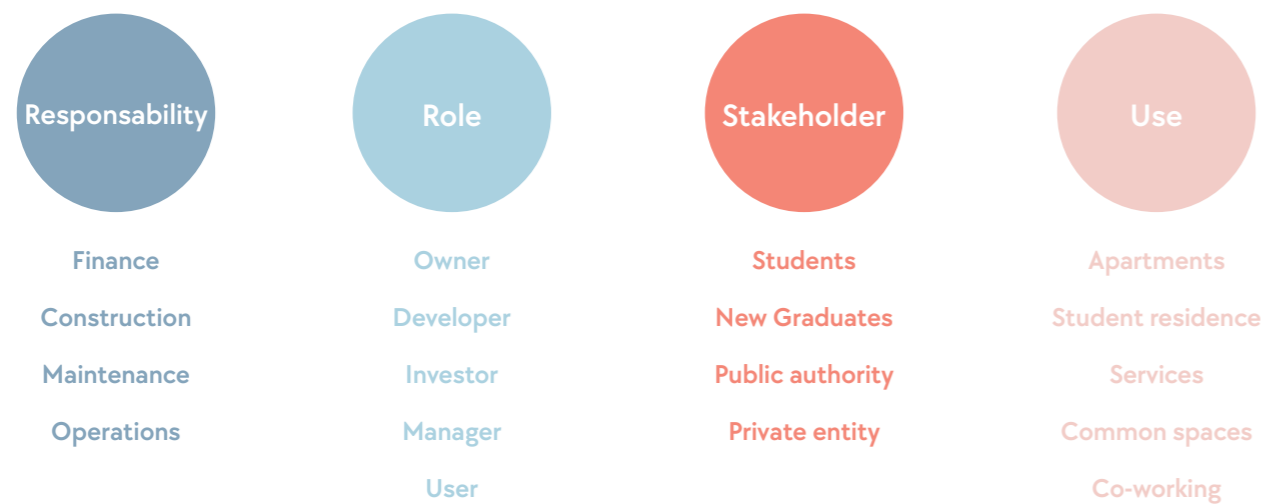 Responsability
Role
Stakeholder
Use
Finance
Construction
Maintenance
Operations
Owner
Developer
Investor
Manager
User
Students
New Graduates
Public authority
Private entity
Apartments
Student residence
Services
Common spaces
Co-working